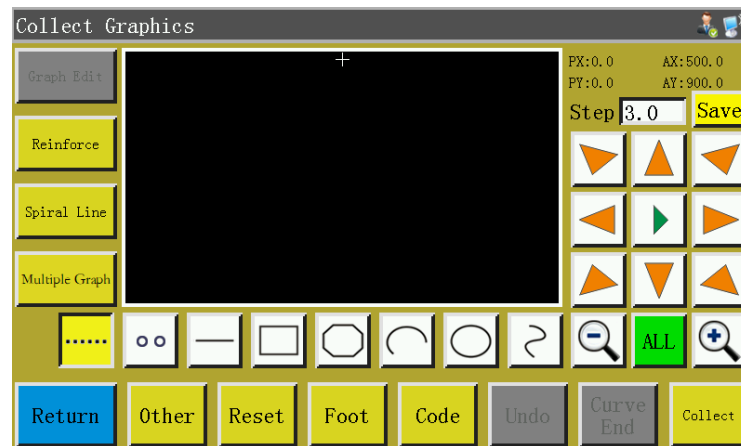 Collect Graphics
Graph Edit
PX:0.0 AX:500.0
PY:0.0 AY:900.0
Step 3.0 Save
Reinforce
Spiral Line
Multiple Graph
ALL
Return Other Reset Foot Code Undo Curve End Collect